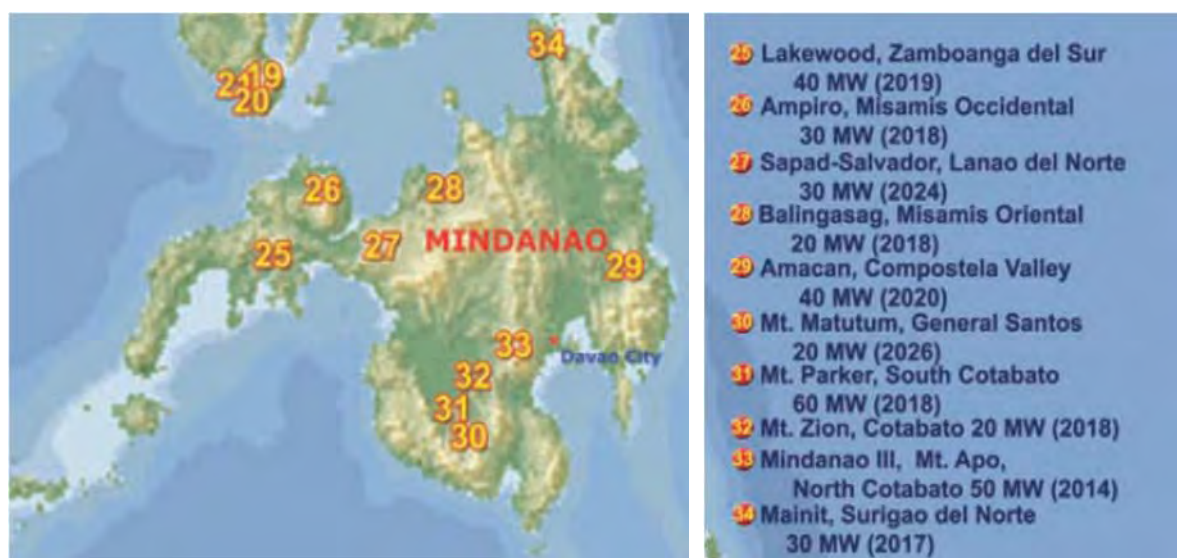 34
19
21
20
26
28
27
MINDANAO
25
29
33
Davao City
32
31
30
25 Lakewood, Zamboanga del Sur
40 MW (2019)
26 Ampiro, Misamis Occidental
30 MW (2018)
27 Sapad-Salvador, Lanao del Norte
30 MW (2024)
28 Balingasag, Misamis Oriental
20 MW (2018)
29 Amacan, Compostela Valley
40 MW (2020)
30 Mt. Matutum, General Santos
20 MW (2026)
31 Mt. Parker, South Cotabato
60 MW (2018)
32 Mt. Zion, Cotabato 20 MW (2018)
33 Mindanao III, Mt. Apo,
North Cotabato 50 MW (2014)
34 Mainit, Surigao del Norte
30 MW (2017)